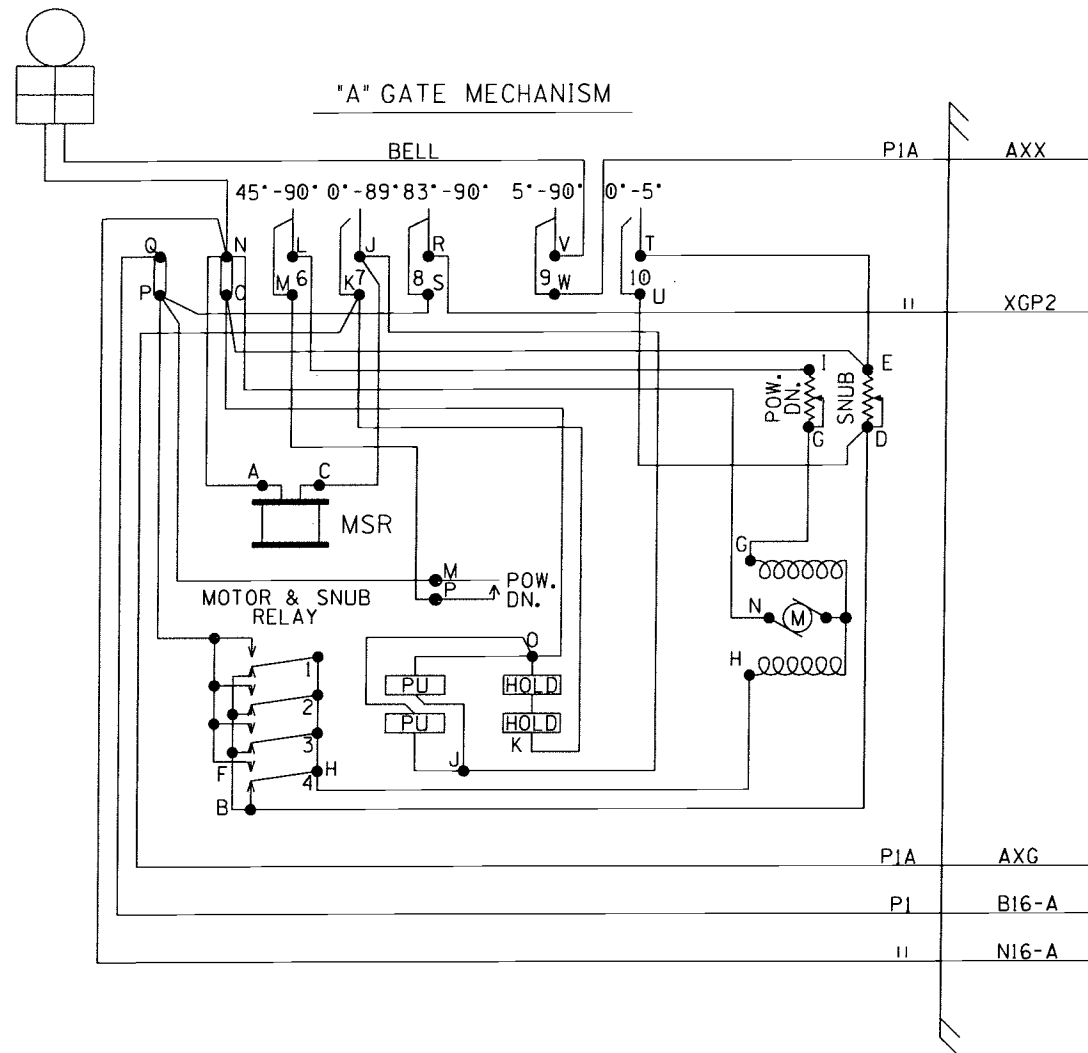 "A" GATE MECHANISM
BELL P1A AXX
45°-90° 0°-89° 83°-90° 5°-90° 0°-5°
Q N L J R V T
6 7 8 9 10
P O M K S W U
" XGP2
I E
POW. DN. SNUB
G D
A C
MSR
G
M
P POW. DN.
MOTOR & SNUB
RELAY
N M
O
H
1 PU HOLD
2 PU HOLD
3 K
F H J
4
B
P1A AXG
P1 B16-A
" N16-A